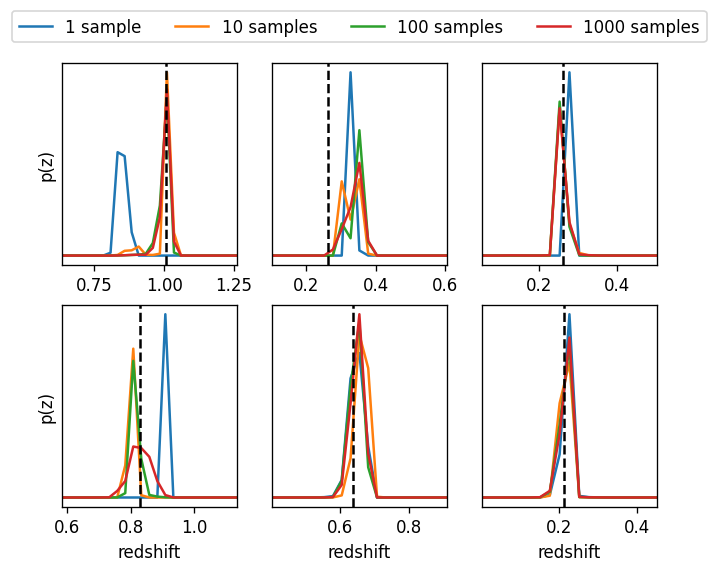 1 sample 10 samples 100 samples 1000 samples
p(z)
0.75 1.00 1.25 0.2 0.4 0.6 0.2 0.4
p(z)
0.6 0.8 1.0 0.6 0.8 0.2 0.4
redshift redshift redshift